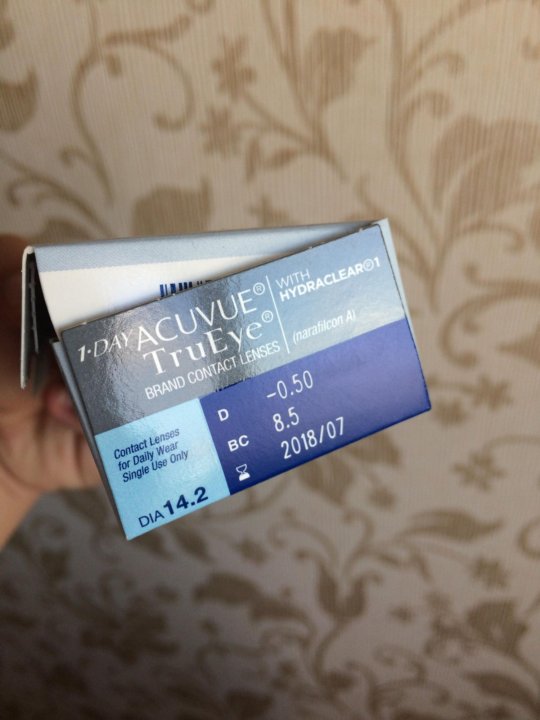 1·DAY ACUVUE®
TruEye®
BRAND CONTACT LENSES
WITH
HYDRACLEAR®1
(narafilcon A)
Contact Lenses
for Daily Wear
Single Use Only
DIA 14.2
D -0.50
BC 8.5
2018/07